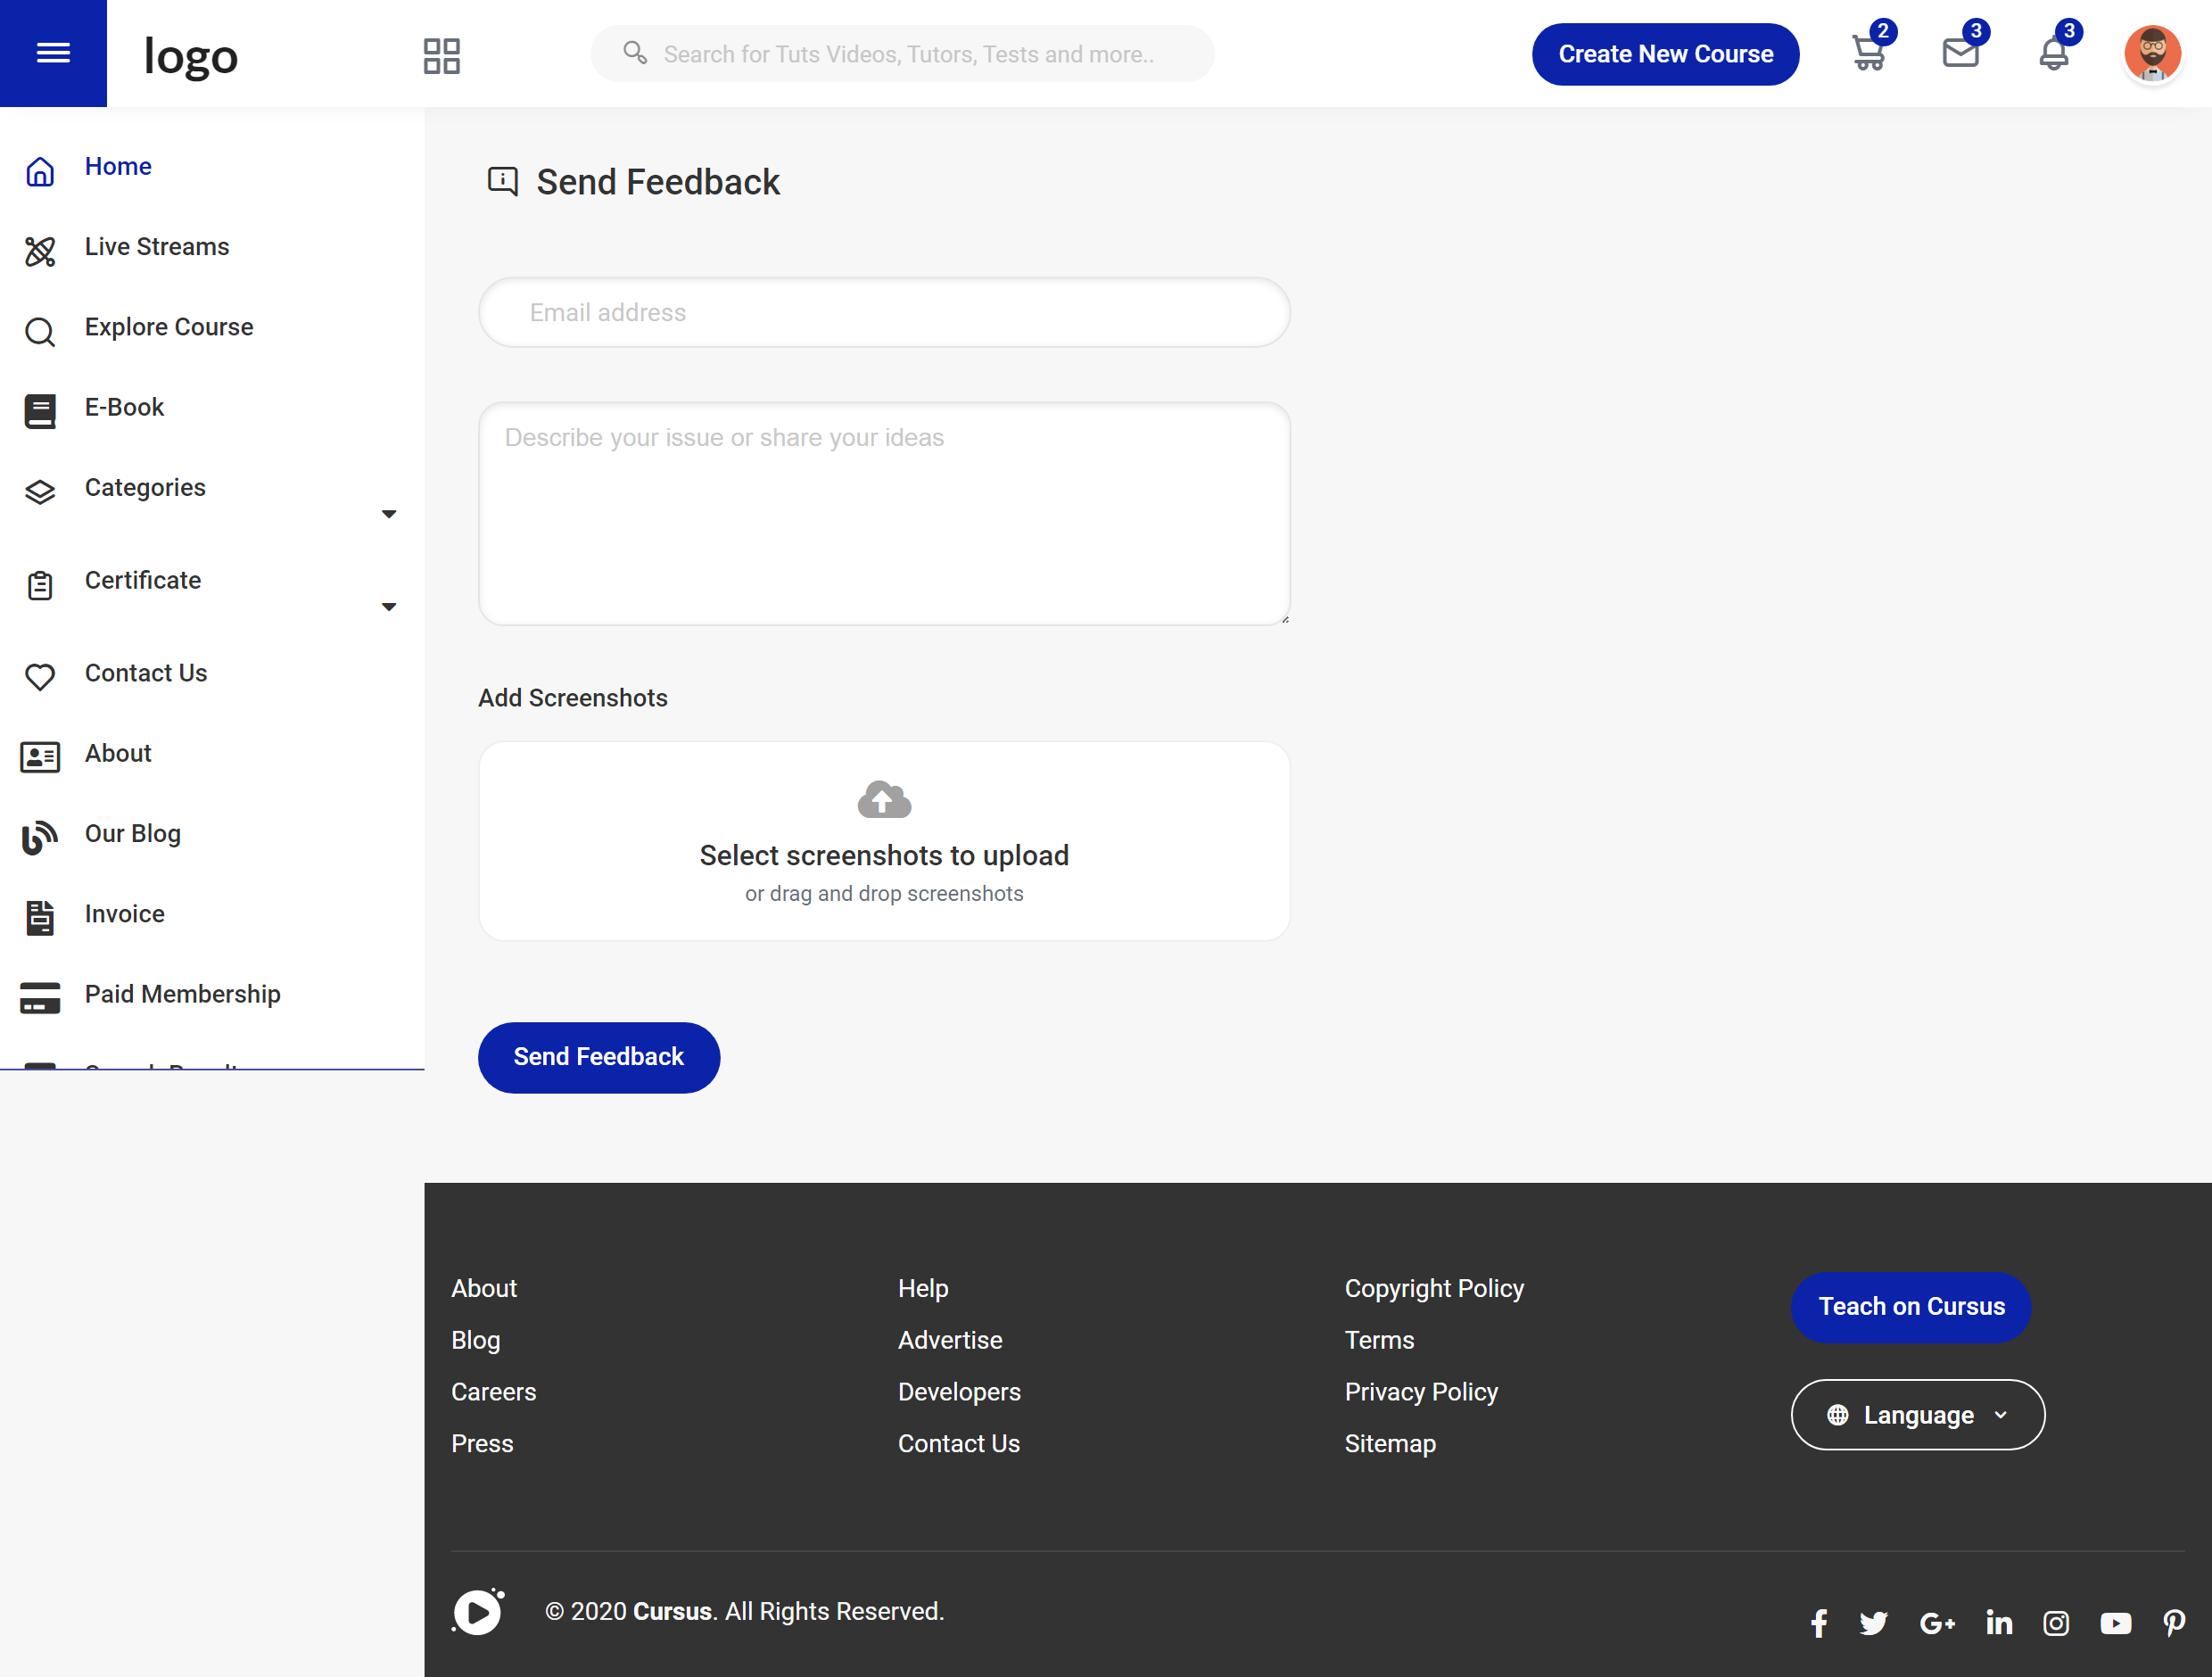 logo
Search for Tuts Videos, Tutors, Tests and more..
Create New Course
2
3
3
Home
Live Streams
Explore Course
E-Book
Categories
Certificate
Contact Us
About
Our Blog
Invoice
Paid Membership
Send Feedback
Email address
Describe your issue or share your ideas
Add Screenshots
Select screenshots to upload
or drag and drop screenshots
Send Feedback
About
Blog
Careers
Press
Help
Advertise
Developers
Contact Us
Copyright Policy
Terms
Privacy Policy
Sitemap
Teach on Cursus
Language
© 2020 Cursus. All Rights Reserved.